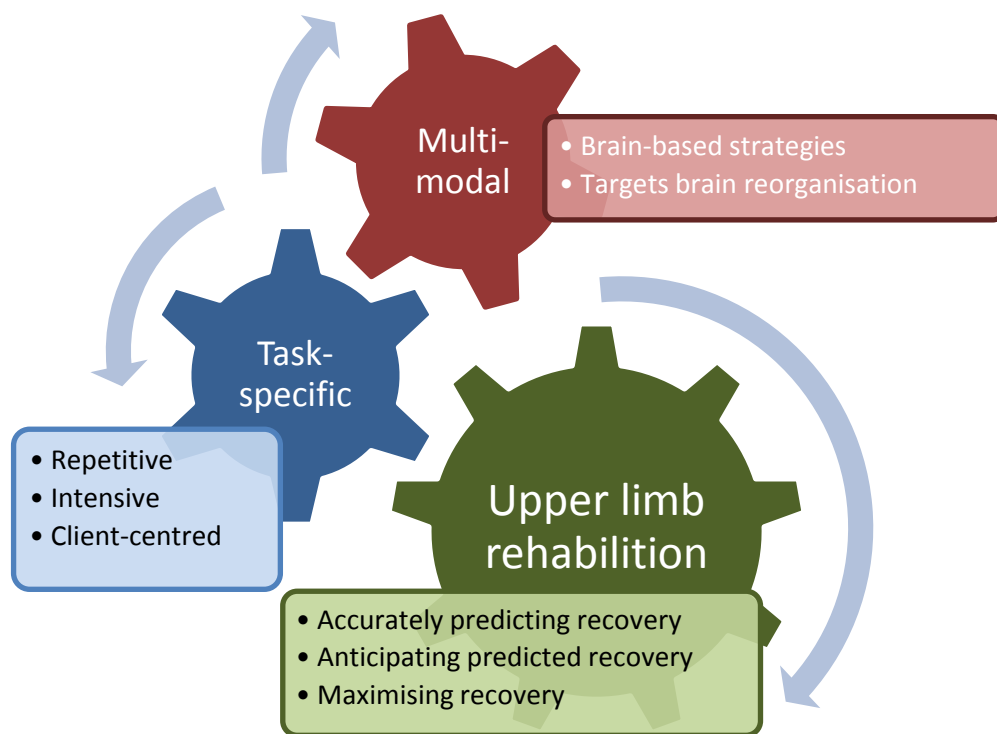 Multi-
modal
• Brain-based strategies
• Targets brain reorganisation
Task-
specific
• Repetitive
• Intensive
• Client-centred
Upper limb
rehabilition
• Accurately predicting recovery
• Anticipating predicted recovery
• Maximising recovery